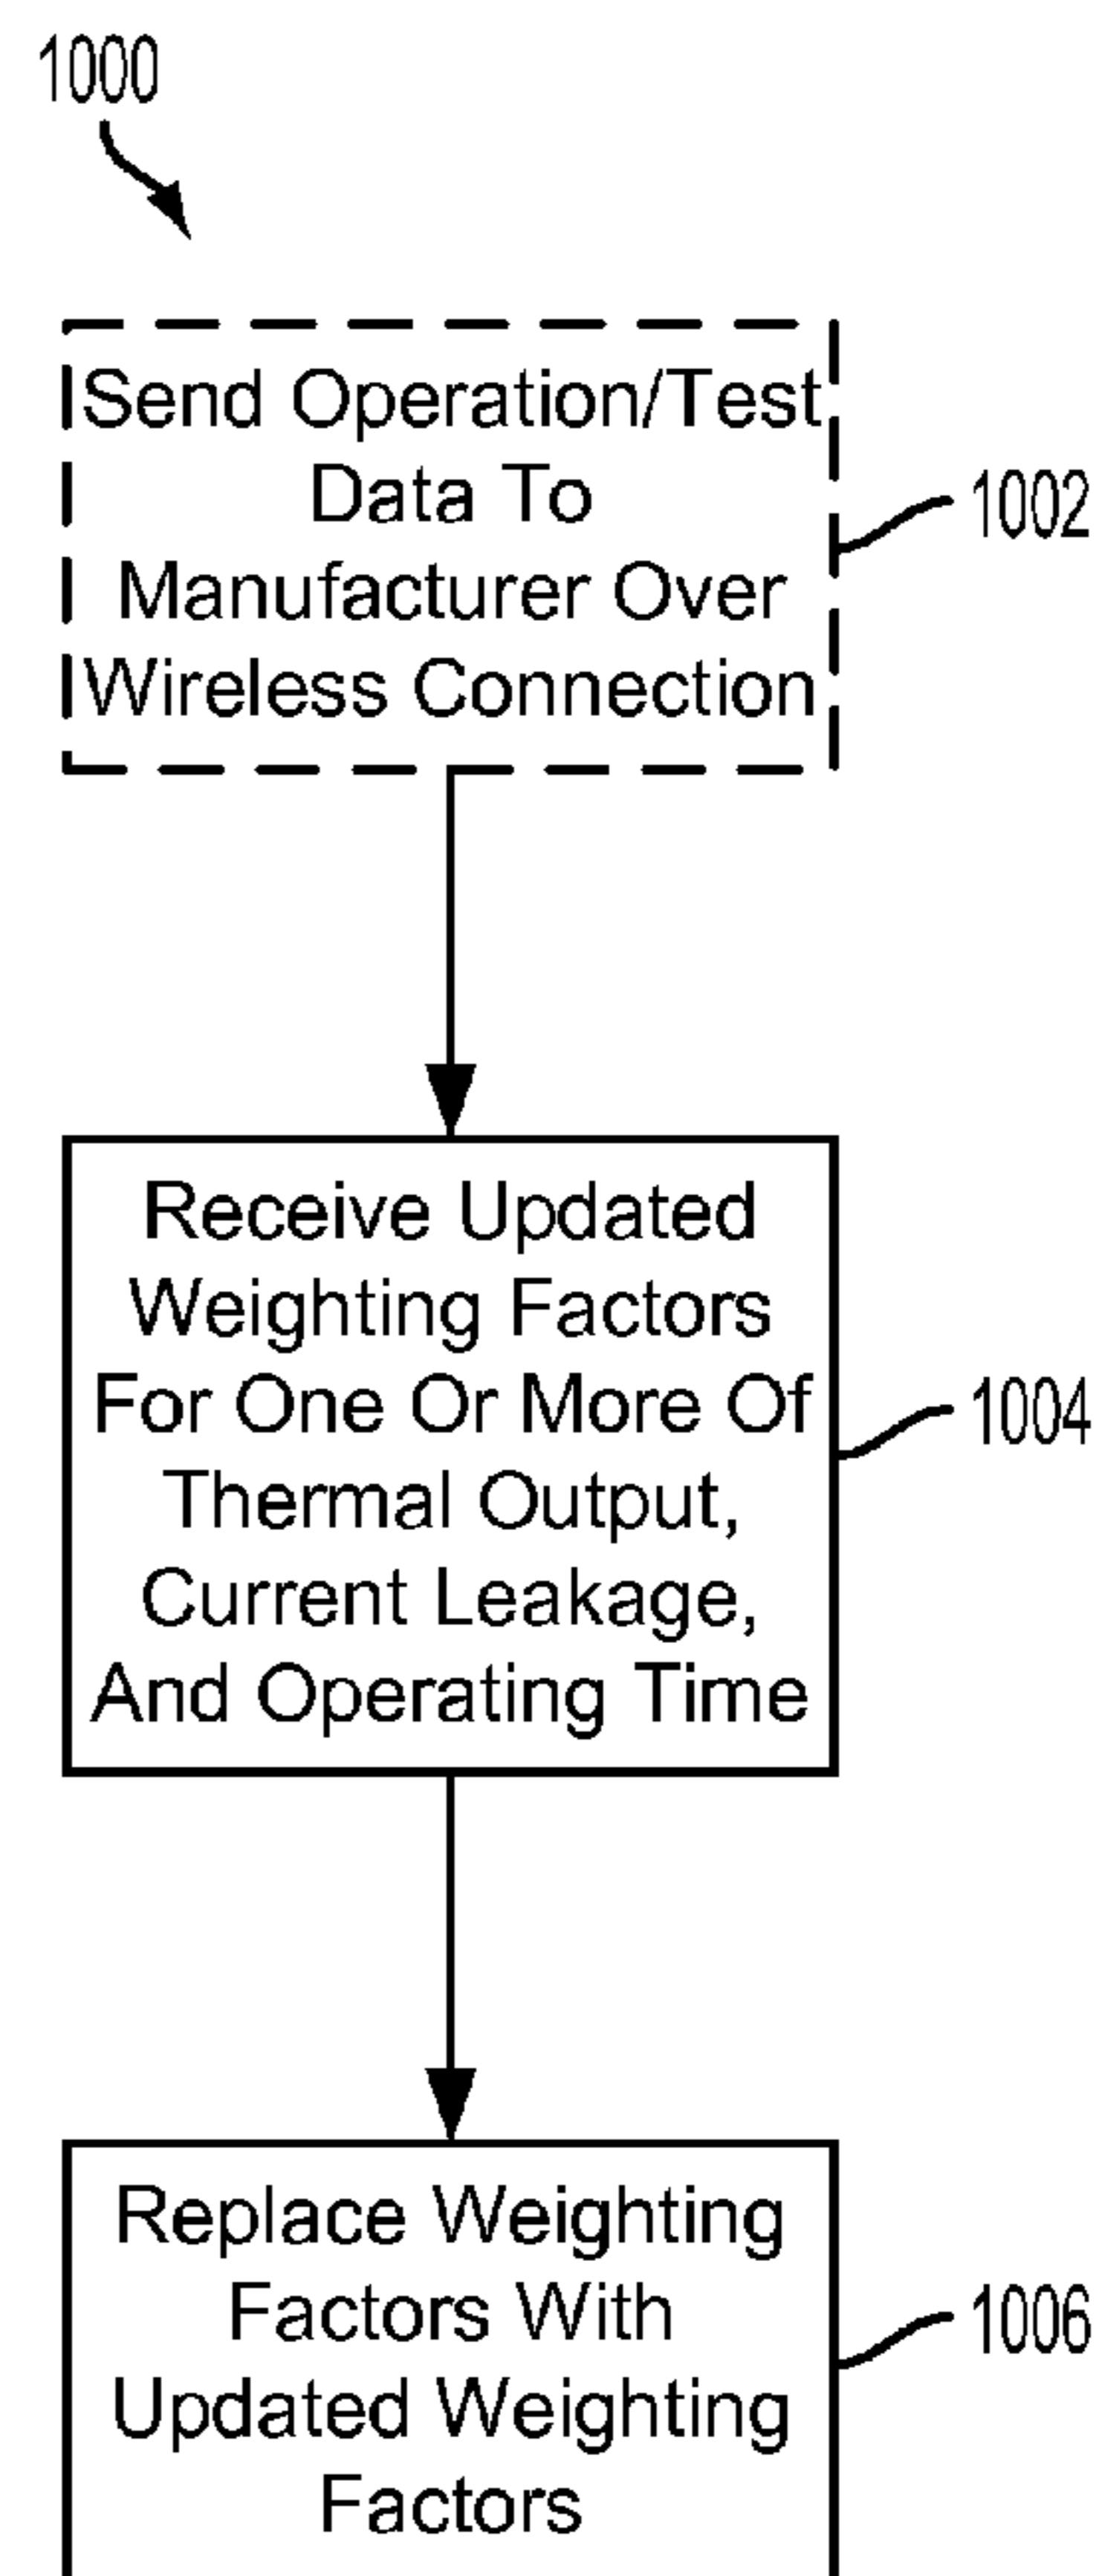 1000
Send Operation/Test
Data To
Manufacturer Over
Wireless Connection
1002
Receive Updated
Weighting Factors
For One Or More Of
Thermal Output,
Current Leakage,
And Operating Time
1004
Replace Weighting
Factors With
Updated Weighting
Factors
1006